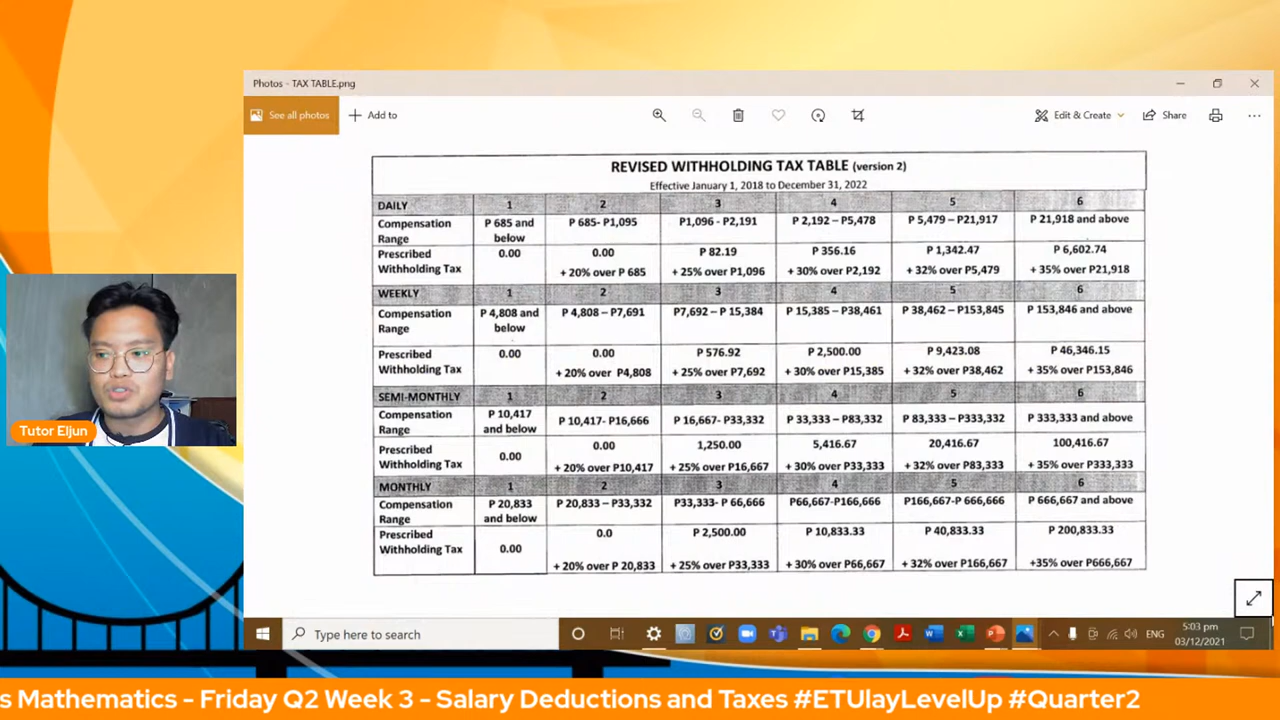 Photos - TAX TABLE.png
See all photos
Add to
Edit & Create
Share
REVISED WITHHOLDING TAX TABLE (version 2)
Effective January 1, 2018 to December 31, 2022
DAILY 1 2 3 4 5 6
Compensation Range P 685 and below P 685- P1,095 P1,096 - P2,191 P 2,192 – P5,478 P 5,479 – P21,917 P 21,918 and above
Prescribed Withholding Tax 0.00 0.00 + 20% over P 685 P 82.19 + 25% over P1,096 P 356.16 + 30% over P2,192 P 1,342.47 + 32% over P5,479 P 6,602.74 + 35% over P21,918
WEEKLY 1 2 3 4 5 6
Compensation Range P 4,808 and below P 4,808 – P7,691 P7,692 – P 15,384 P 15,385 – P38,461 P 38,462 – P153,845 P 153,846 and above
Prescribed Withholding Tax 0.00 0.00 + 20% over P4,808 P 576.92 + 25% over P7,692 P 2,500.00 + 30% over P15,385 P 9,423.08 + 32% over P38,462 P 46,346.15 + 35% over P153,846
SEMI-MONTHLY 1 2 3 4 5 6
Compensation Range P 10,417 and below P 10,417- P16,666 P 16,667- P33,332 P 33,333 – P83,332 P 83,333 – P333,332 P 333,333 and above
Prescribed Withholding Tax 0.00 0.00 + 20% over P10,417 1,250.00 + 25% over P16,667 5,416.67 + 30% over P33,333 20,416.67 + 32% over P83,333 100,416.67 + 35% over P333,333
MONTHLY 1 2 3 4 5 6
Compensation Range P 20,833 and below P 20,833 – P33,332 P33,333- P 66,666 P66,667-P166,666 P166,667-P 666,666 P 666,667 and above
Prescribed Withholding Tax 0.00 0.0 + 20% over P 20,833 P 2,500.00 + 25% over P33,333 P 10,833.33 + 30% over P66,667 P 40,833.33 + 32% over P166,667 P 200,833.33 +35% over P666,667
Tutor Eljun
Type here to search
ENG
5:03 pm
03/12/2021
s Mathematics - Friday Q2 Week 3 - Salary Deductions and Taxes #ETUlayLevelUp #Quarter2